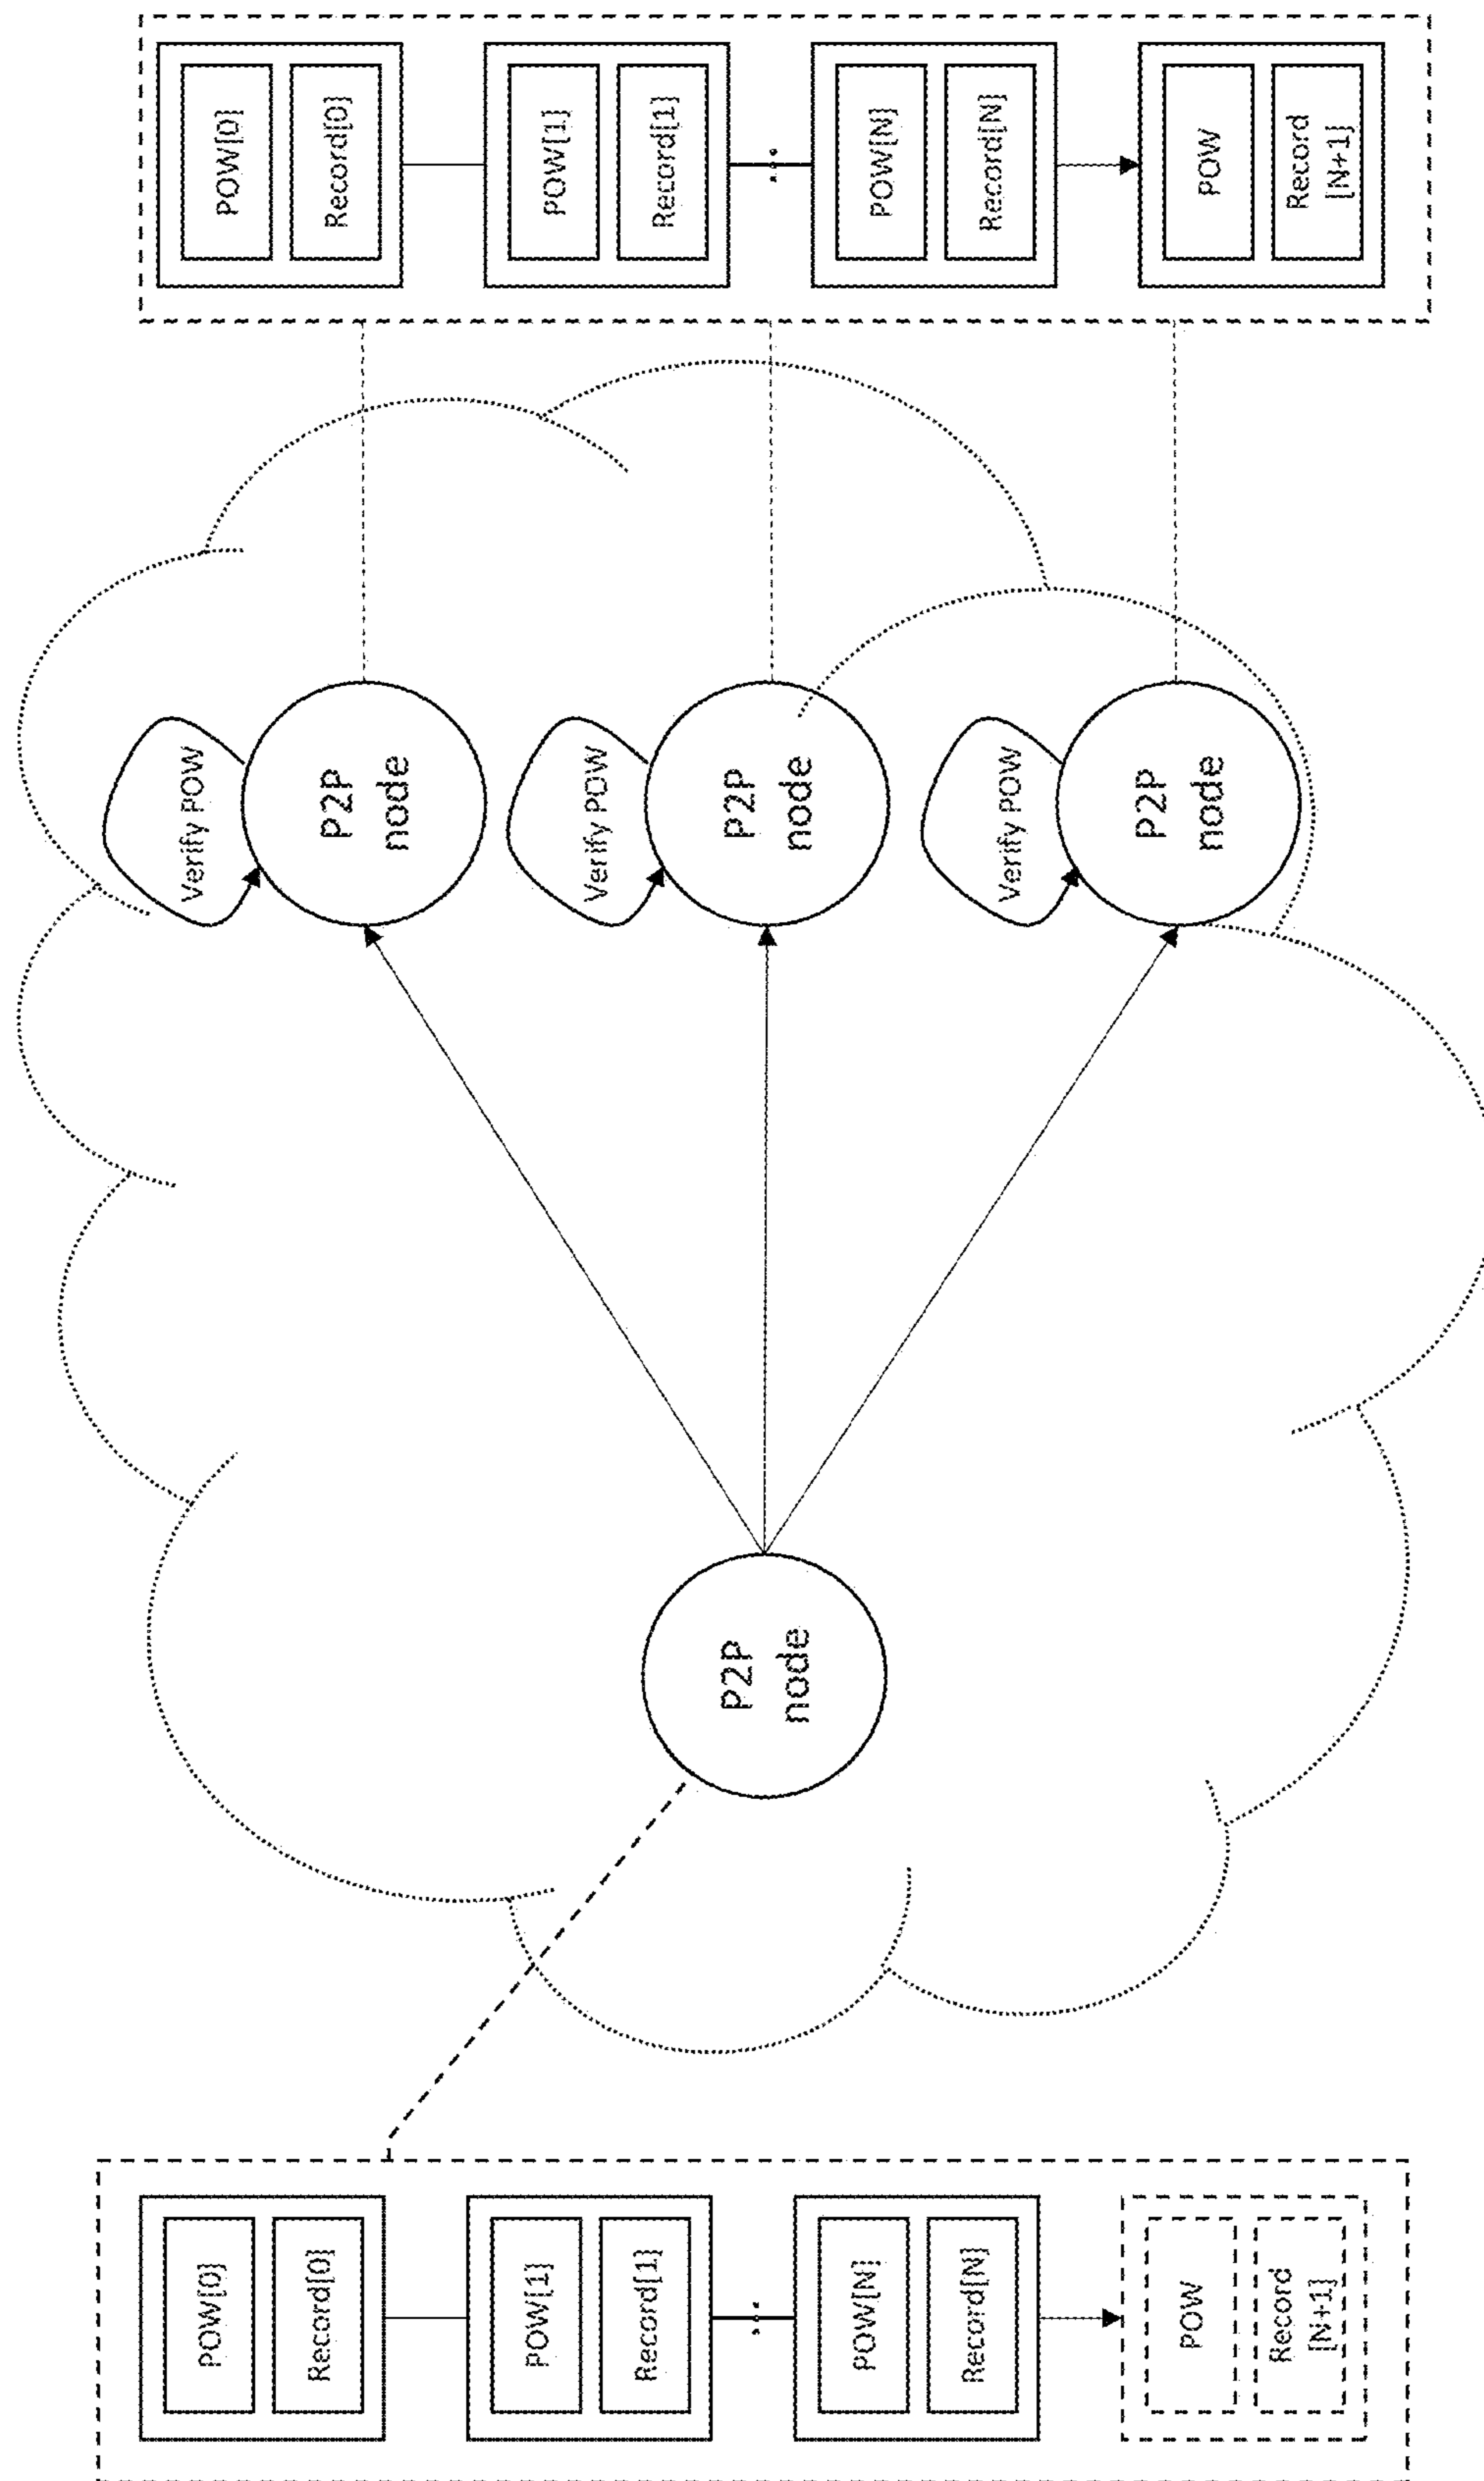 POW[0]
Record[0]
POW[1]
Record[1]
...
POW[N]
Record[N]
POW
Record
[N+1]
P2P
node
Verify POW
P2P
node
Verify POW
P2P
node
Verify POW
P2P
node
POW[0]
Record[0]
POW[1]
Record[1]
...
POW[N]
Record[N]
POW
Record
[N+1]